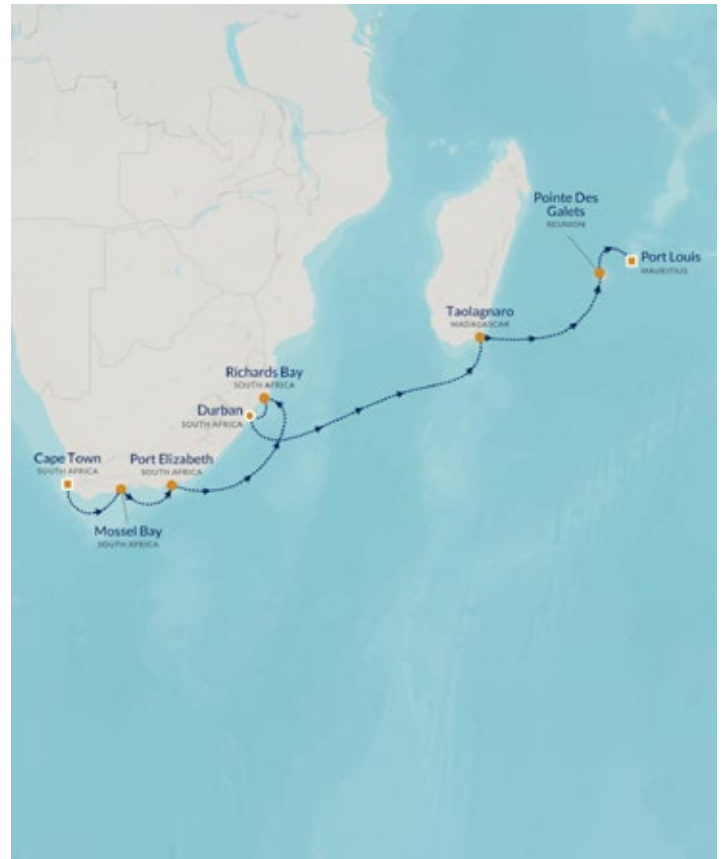 Pointe Des
Galets
REUNION
Port Louis
MAURITIUS
Taolagnaro
MADAGASCAR
Richards Bay
SOUTH AFRICA
Durban
SOUTH AFRICA
Cape Town
SOUTH AFRICA
Port Elizabeth
SOUTH AFRICA
Mossel Bay
SOUTH AFRICA